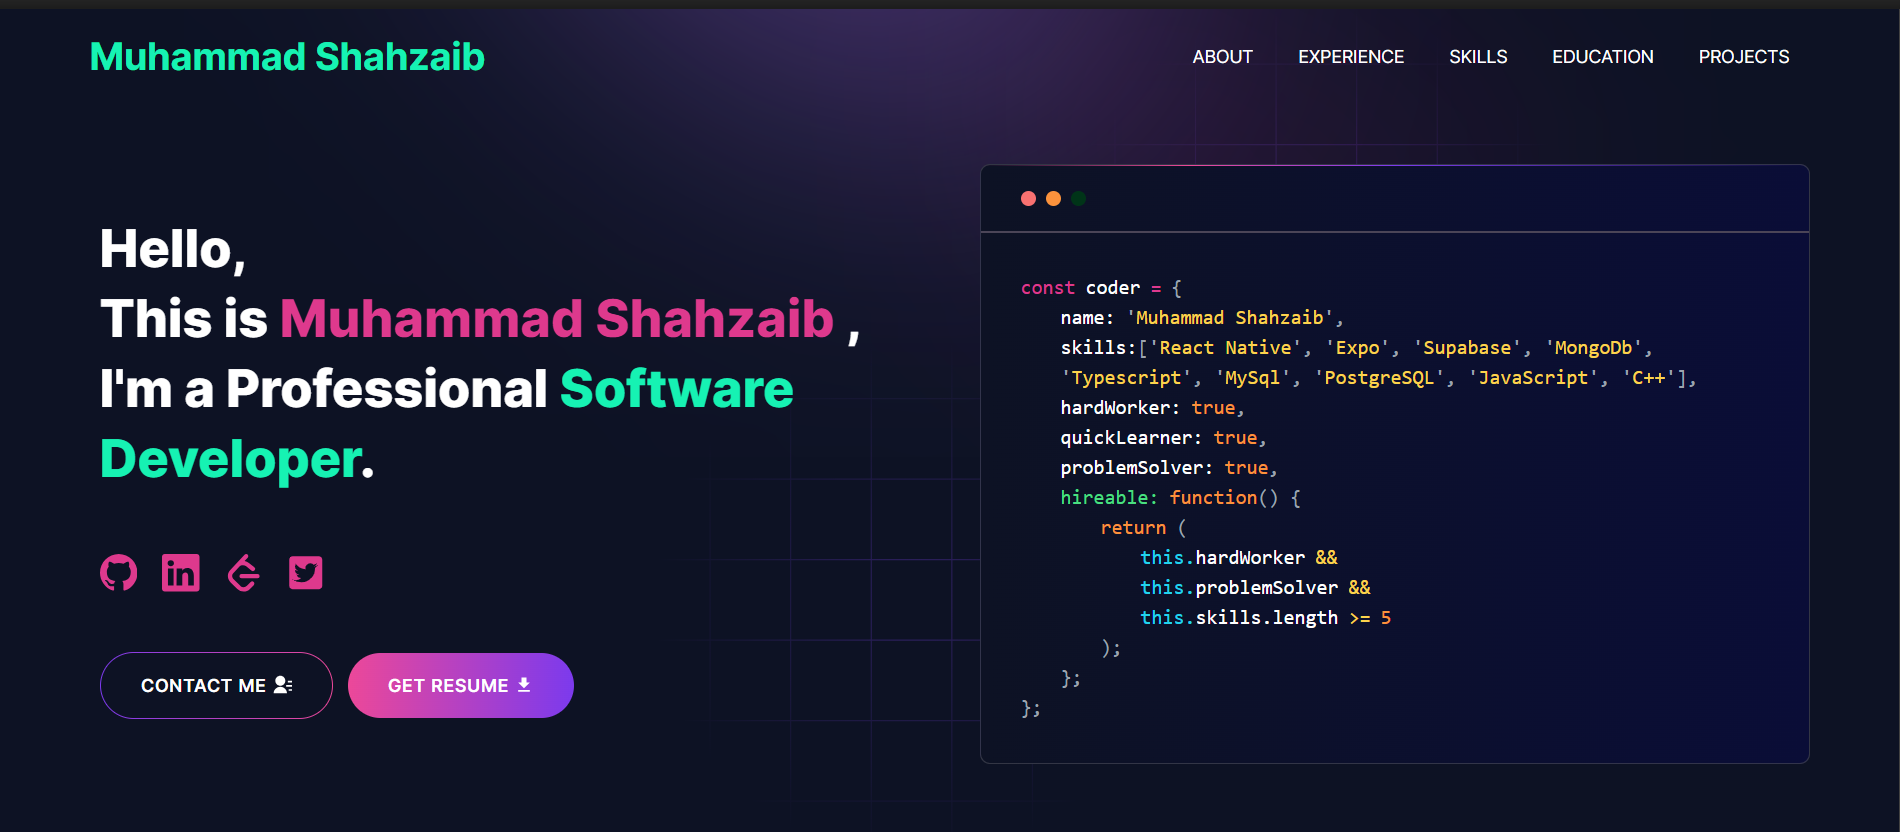 Muhammad Shahzaib
ABOUT EXPERIENCE SKILLS EDUCATION PROJECTS
Hello,
This is Muhammad Shahzaib ,
I'm a Professional Software
Developer.
in
CONTACT ME
GET RESUME
const coder = {
name: 'Muhammad Shahzaib',
skills:['React Native', 'Expo', 'Supabase', 'MongoDb',
'Typescript', 'MySql', 'PostgreSQL', 'JavaScript', 'C++'],
hardWorker: true,
quickLearner: true,
problemSolver: true,
hireable: function() {
return (
this.hardWorker &&
this.problemSolver &&
this.skills.length >= 5
);
};
};